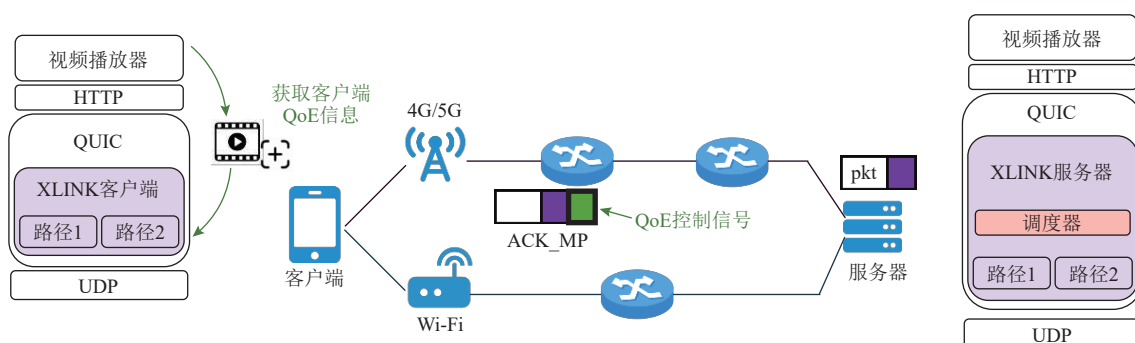 视频播放器
HTTP
QUIC
XLINK客户端
路径1
路径2
UDP
获取客户端
QoE信息
4G/5G
客户端
Wi-Fi
ACK_MP
QoE控制信号
pkt
服务器
视频播放器
HTTP
QUIC
XLINK服务器
调度器
路径1
路径2
UDP